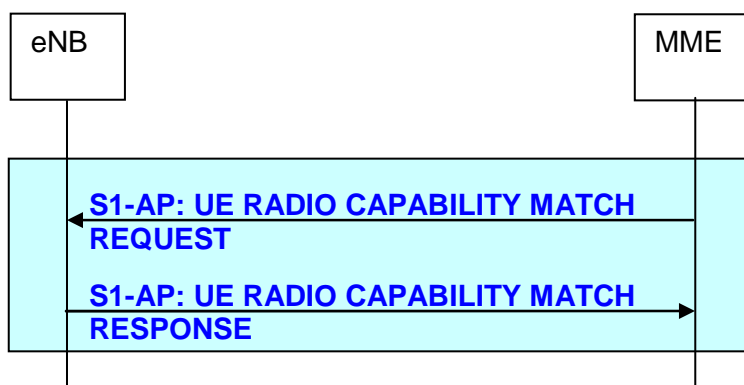 eNB
MME
S1-AP: UE RADIO CAPABILITY MATCH
REQUEST
S1-AP: UE RADIO CAPABILITY MATCH
RESPONSE